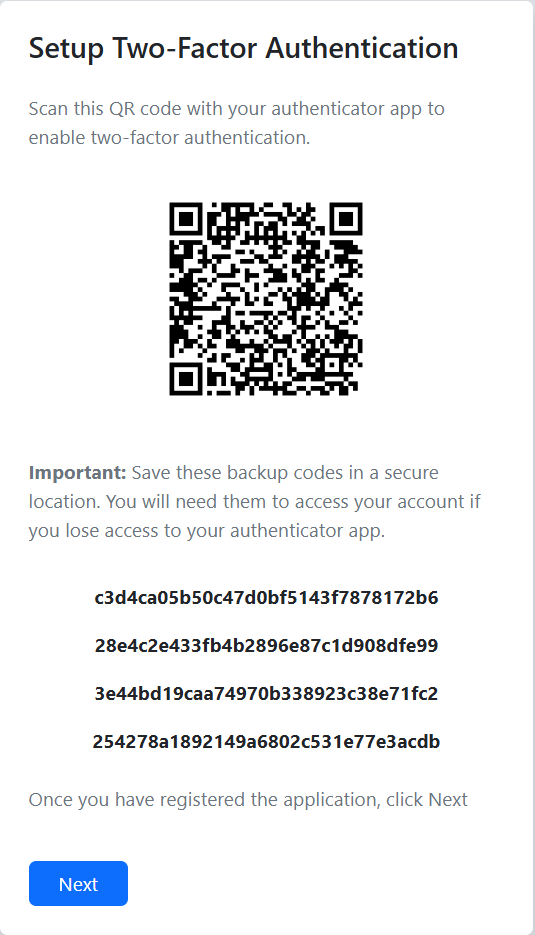 Setup Two-Factor Authentication
Scan this QR code with your authenticator app to
enable two-factor authentication.
Important: Save these backup codes in a secure
location. You will need them to access your account if
you lose access to your authenticator app.
c3d4ca05b50c47d0bf5143f7878172b6
28e4c2e433fb4b2896e87c1d908dfe99
3e44bd19caa74970b338923c38e71fc2
254278a1892149a6802c531e77e3acdb
Once you have registered the application, click Next
Next